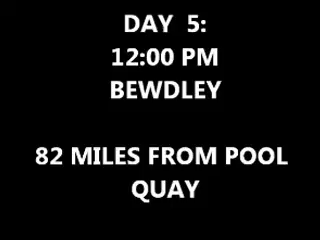 DAY 5:
12:00 PM
BEWDLEY
82 MILES FROM POOL
QUAY